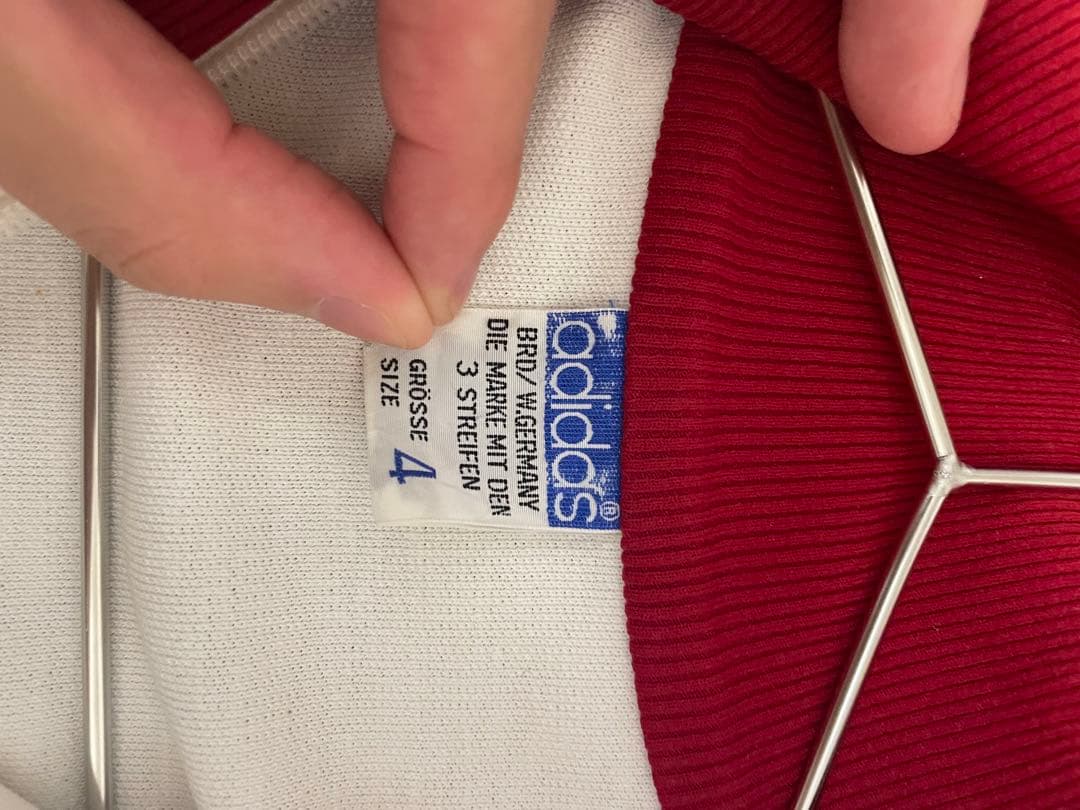 adidas®
BRD/ W.GERMANY
DIE MARKE MIT DEN
3 STREIFEN
GRÖSSE 4
SIZE